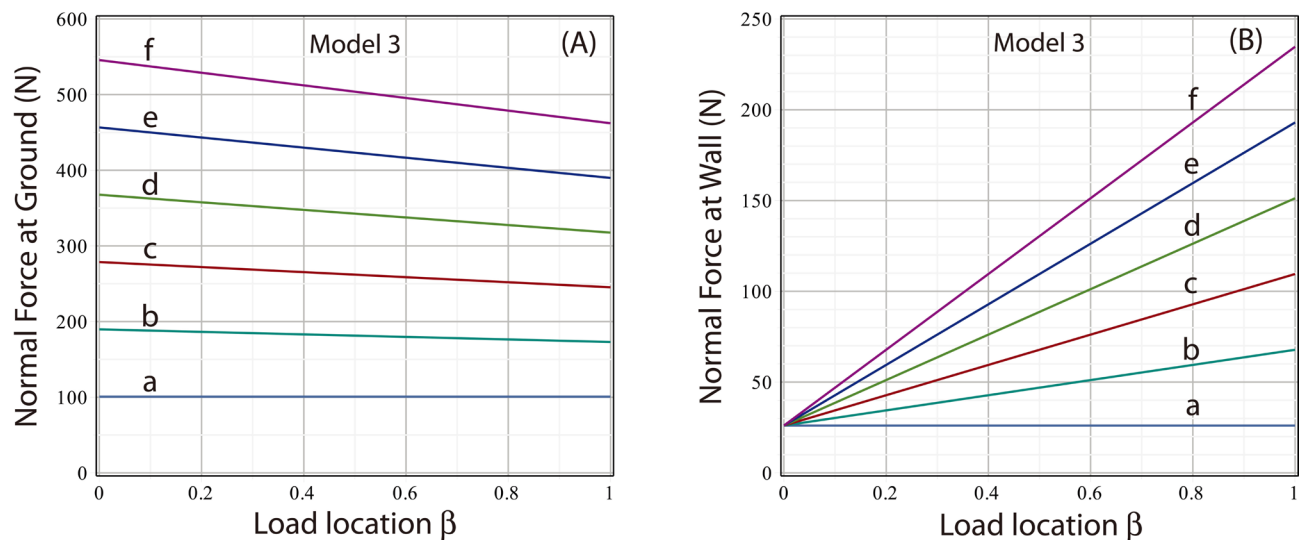 Model 3
(A)
Normal Force at Ground (N)
600
500
400
300
200
100
0
f
e
d
c
b
a
0 0.2 0.4 0.6 0.8 1
Load location β
Model 3
(B)
Normal Force at Wall (N)
250
200
150
100
50
0
f
e
d
c
b
a
0 0.2 0.4 0.6 0.8 1
Load location β